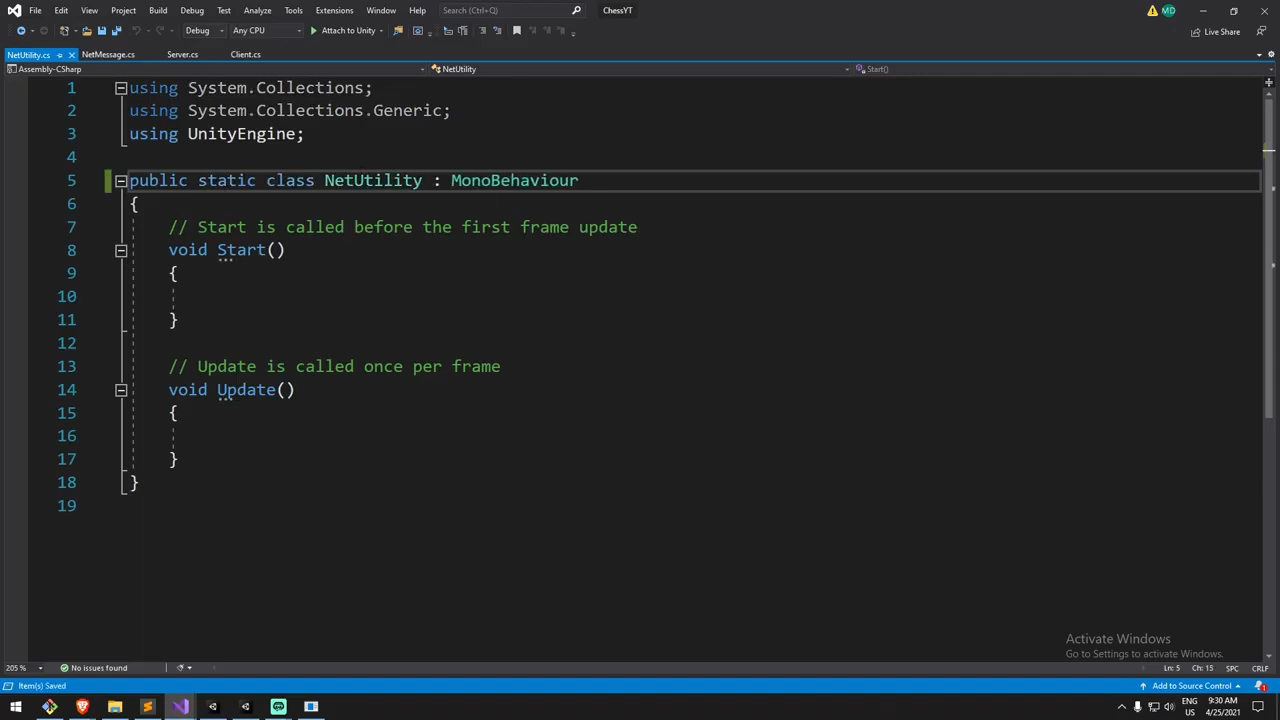 File Edit View Project Build Debug Test Analyze Tools Extensions Window Help Search (Ctrl+Q) ChessYT MD
Debug Any CPU Attach to Unity Live Share
NetUtility.cs NetMessage.cs Server.cs Client.cs
Assembly-CSharp NetUtility Start()
1 using System.Collections;
2 using System.Collections.Generic;
3 using UnityEngine;
4
5 public static class NetUtility : MonoBehaviour
6 {
7 // Start is called before the first frame update
8 void Start()
9 {
10
11 }
12
13 // Update is called once per frame
14 void Update()
15 {
16
17 }
18 }
19
Activate Windows
Go to Settings to activate Windows.
205 % No issues found Ln: 5 Ch: 15 SPC CRLF
Item(s) Saved Add to Source Control 1
ENG 9:30 AM
US 4/25/2021